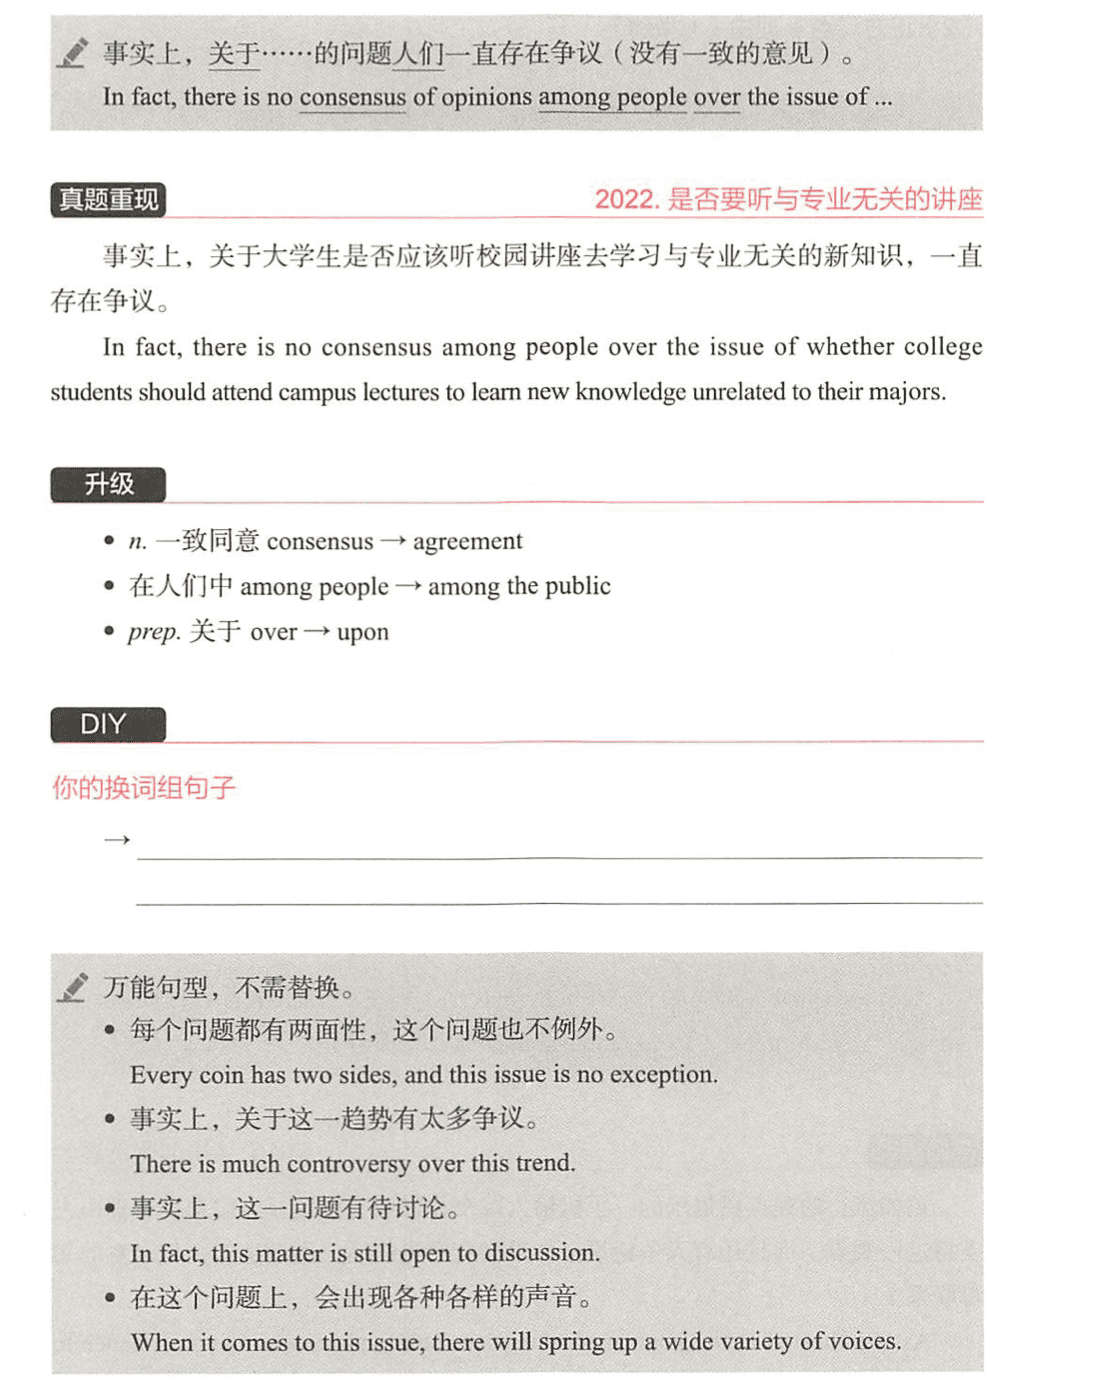 事实上，关于……的问题人们一直存在争议（没有一致的意见）。
In fact, there is no consensus of opinions among people over the issue of ...
真题重现
2022. 是否要听与专业无关的讲座
事实上，关于大学生是否应该听校园讲座去学习与专业无关的新知识，一直
存在争议。
In fact, there is no consensus among people over the issue of whether college
students should attend campus lectures to learn new knowledge unrelated to their majors.
升级
• n. 一致同意 consensus → agreement
• 在人们中 among people → among the public
• prep. 关于 over → upon
DIY
你的换词组句子
→
万能句型，不需替换。
• 每个问题都有两面性，这个问题也不例外。
Every coin has two sides, and this issue is no exception.
• 事实上，关于这一趋势有太多争议。
There is much controversy over this trend.
• 事实上，这一问题有待讨论。
In fact, this matter is still open to discussion.
• 在这个问题上，会出现各种各样的声音。
When it comes to this issue, there will spring up a wide variety of voices.